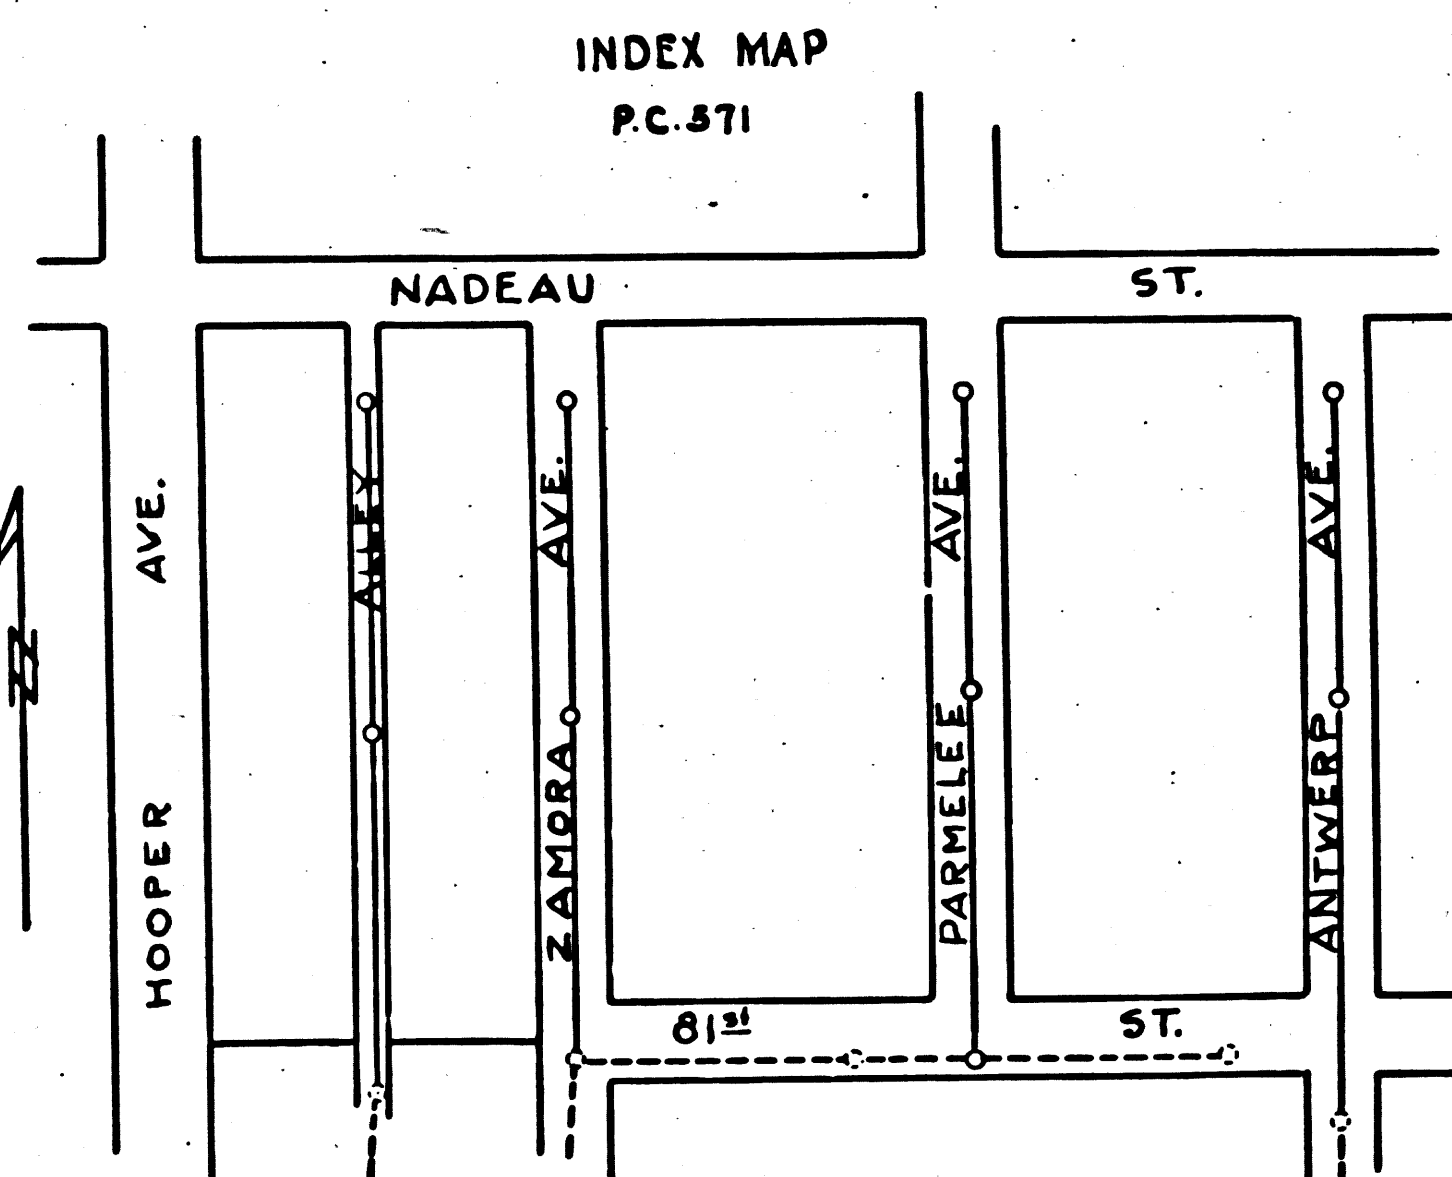 INDEX MAP
P.C. 371
NADEAU ST.
HOOPER AVE.
ALLEY
ZAMORA AVE.
PARMELEE AVE.
ANTWERP AVE.
N
81st ST.